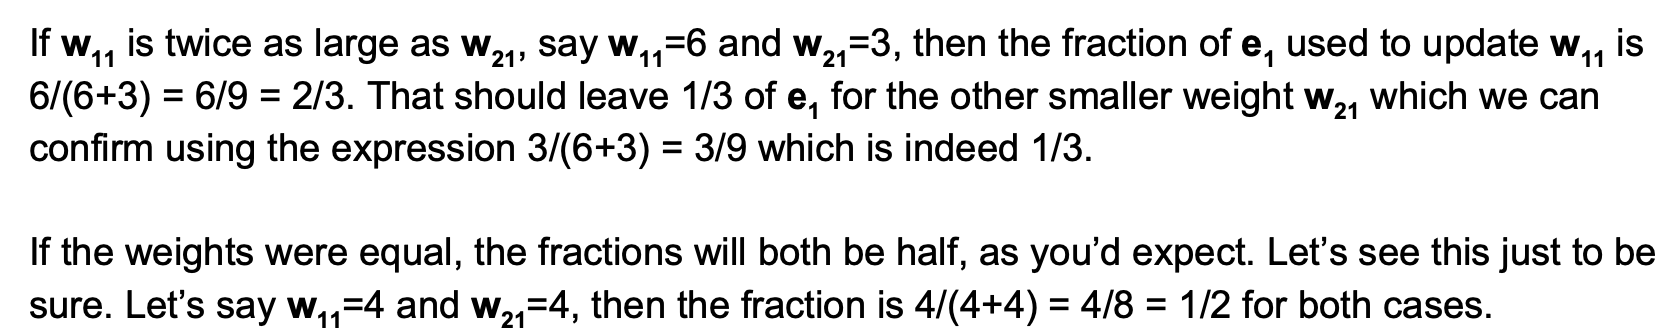 If w₁₁ is twice as large as w₂₁, say w₁₁=6 and w₂₁=3, then the fraction of e₁ used to update w₁₁ is
6/(6+3) = 6/9 = 2/3. That should leave 1/3 of e₁ for the other smaller weight w₂₁ which we can
confirm using the expression 3/(6+3) = 3/9 which is indeed 1/3.
If the weights were equal, the fractions will both be half, as you’d expect. Let’s see this just to be
sure. Let’s say w₁₁=4 and w₂₁=4, then the fraction is 4/(4+4) = 4/8 = 1/2 for both cases.